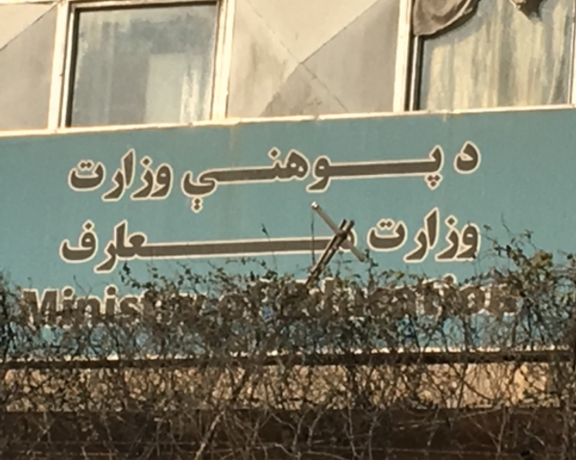 د پوهنې وزارت
وزارت معارف
Ministry of Education